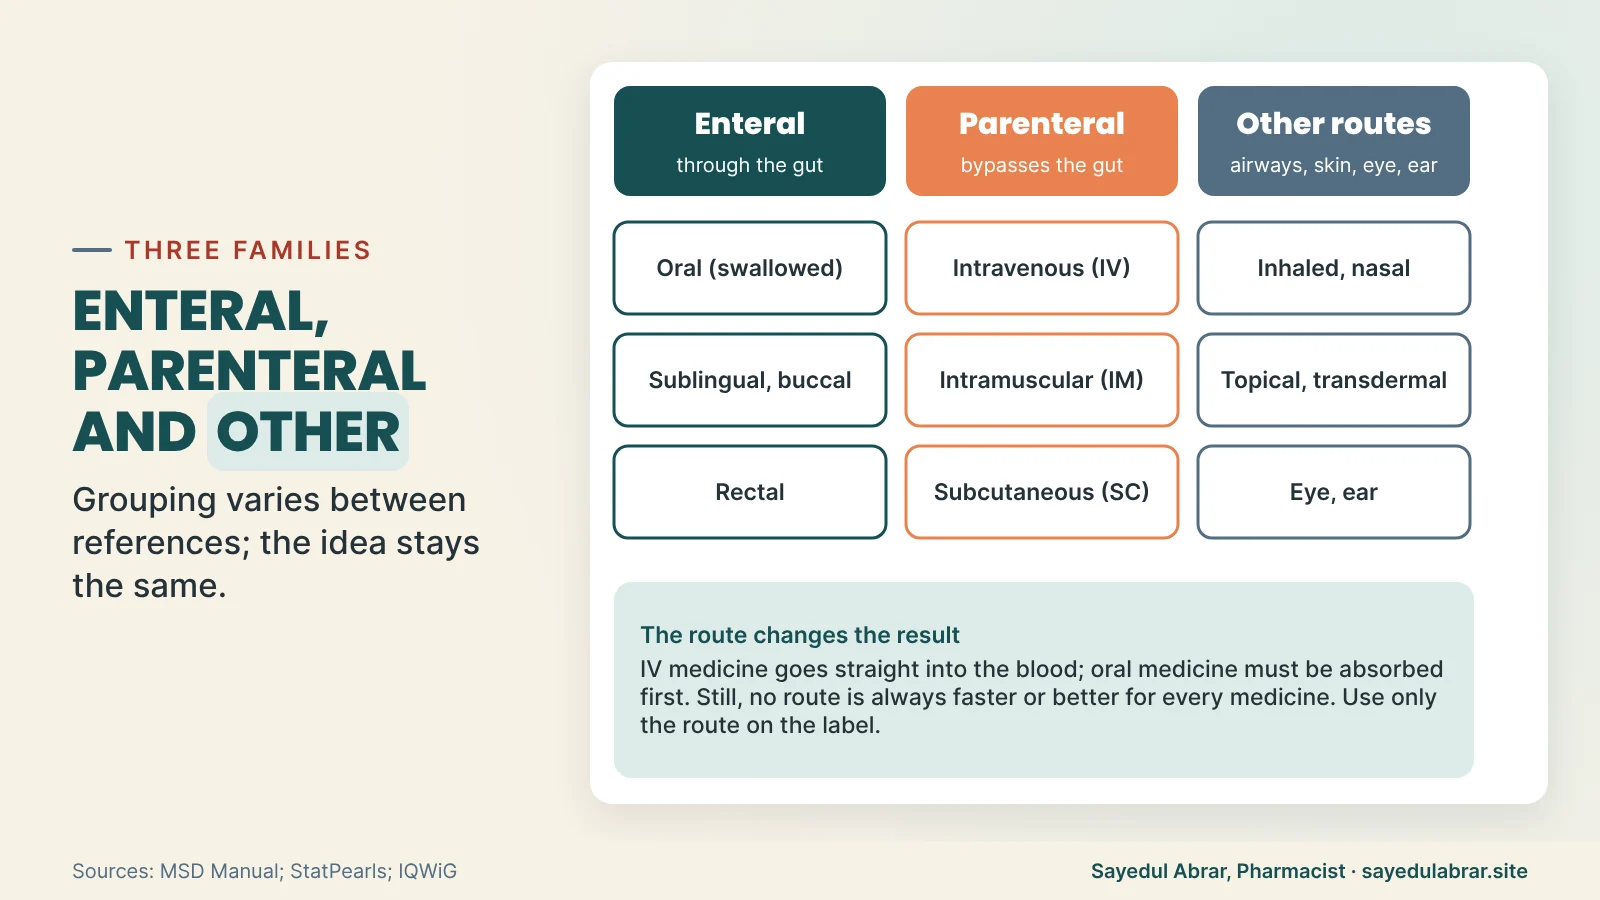 THREE FAMILIES
ENTERAL,
PARENTERAL
AND OTHER
Grouping varies between
references; the idea stays
the same.
Enteral
through the gut
Oral (swallowed)
Sublingual, buccal
Rectal
Parenteral
bypasses the gut
Intravenous (IV)
Intramuscular (IM)
Subcutaneous (SC)
Other routes
airways, skin, eye, ear
Inhaled, nasal
Topical, transdermal
Eye, ear
The route changes the result
IV medicine goes straight into the blood; oral medicine must be absorbed
first. Still, no route is always faster or better for every medicine. Use only
the route on the label.
Sources: MSD Manual; StatPearls; IQWiG
Sayedul Abrar, Pharmacist · sayedulabrar.site